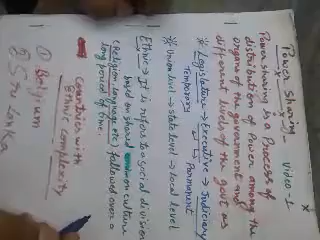 Power Sharing Video-1
Power sharing is a Process of
distribution of Power among the
organs of the government and
different levels of the govt as
* Legislature → Executive → Judiciary
Temporary Permanent
* Union level → state level → local level
Ethnic → It is refers to a social division
based on shared culture
(Religion, language, etc) followed over a
long period of time.
Countries with
Ethnic complexity
① Belgium
② Sri Lanka